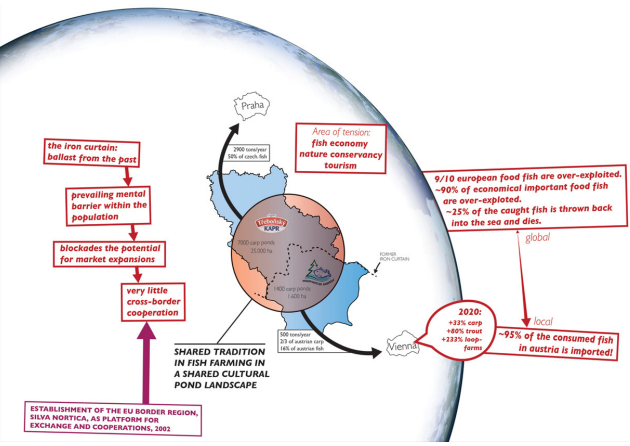 Praha
2900 tons/year
50% of czech fish
Area of tension:
fish economy
nature conservancy
tourism
the iron curtain:
ballast from the past
prevailing mental
barrier within the
population
blockades the potential
for market expansions
very little
cross-border
cooperation
ESTABLISHMENT OF THE EU BORDER REGION,
SILVA NORTICA, AS PLATFORM FOR
EXCHANGE AND COOPERATIONS, 2002
Třeboňský
KAPR
7000 carp ponds
25.000 ha
1400 carp ponds
1.600 ha
FORMER
IRON CURTAIN
500 tons/year
2/3 of austrian carp
16% of austrian fish
SHARED TRADITION
IN FISH FARMING IN
A SHARED CULTURAL
POND LANDSCAPE
Vienna
2020:
+33% carp
+80% trout
+233% loop-
farms
9/10 european food fish are over-exploited.
~90% of economical important food fish
are over-exploited.
~25% of the caught fish is thrown back
into the sea and dies.
global
local
~95% of the consumed fish
in austria is imported!